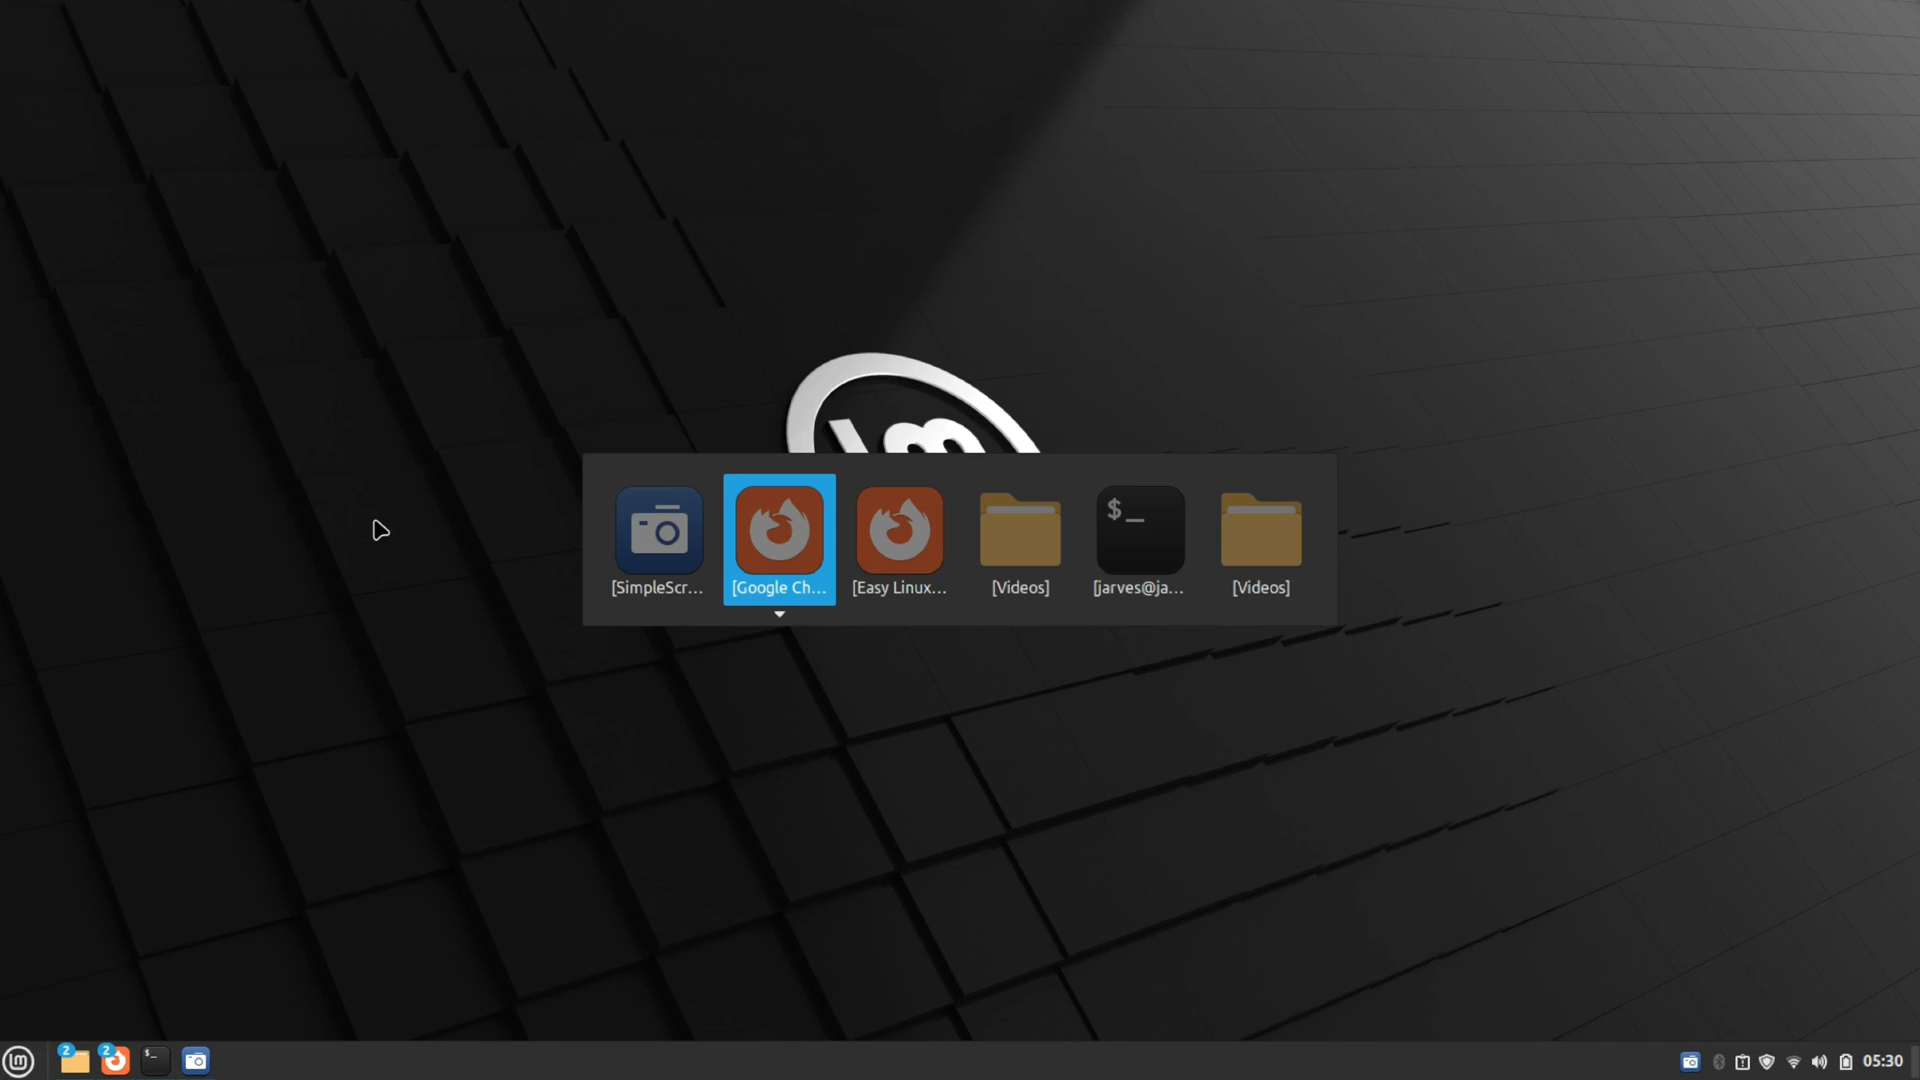 [SimpleScr...
[Google Ch...
[Easy Linux...
[Videos]
$_
[jarves@ja...
[Videos]
2
2
$_
05:30